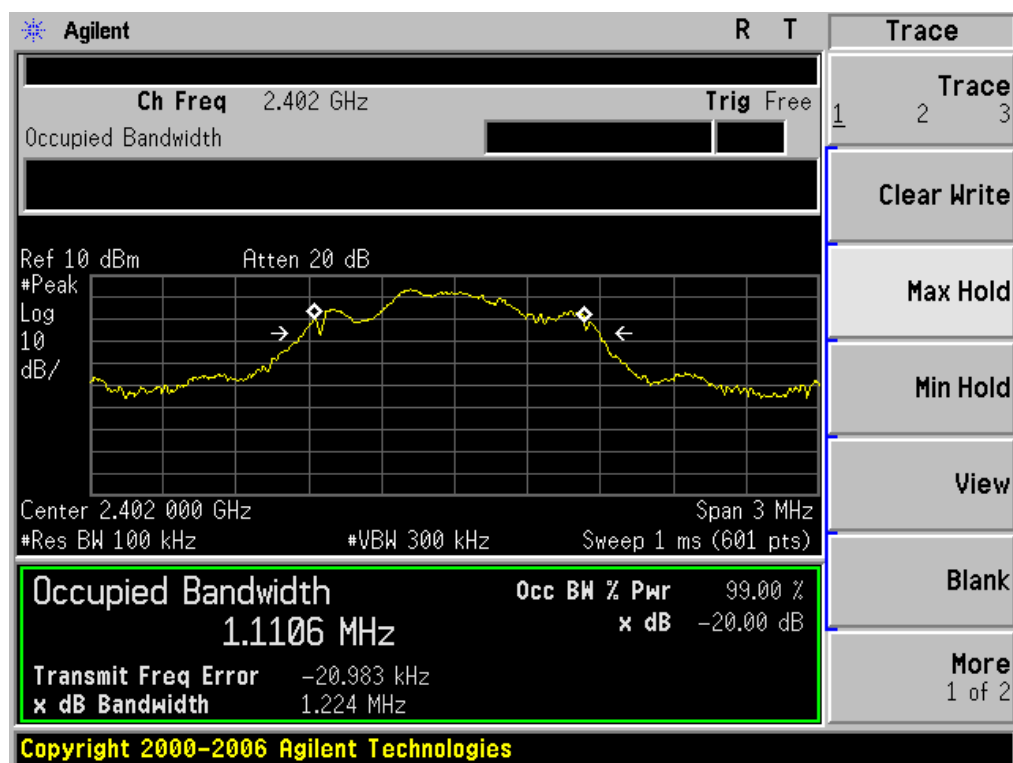 Agilent R T Trace
Ch Freq 2.402 GHz Trig Free
Occupied Bandwidth
Trace
1 2 3
Clear Write
Max Hold
Min Hold
View
Blank
More
1 of 2
Ref 10 dBm Atten 20 dB
#Peak
Log
10
dB/
Center 2.402 000 GHz Span 3 MHz
#Res BW 100 kHz #VBW 300 kHz Sweep 1 ms (601 pts)
Occupied Bandwidth Occ BW % Pwr 99.00 %
1.1106 MHz x dB -20.00 dB
Transmit Freq Error -20.983 kHz
x dB Bandwidth 1.224 MHz
Copyright 2000-2006 Agilent Technologies